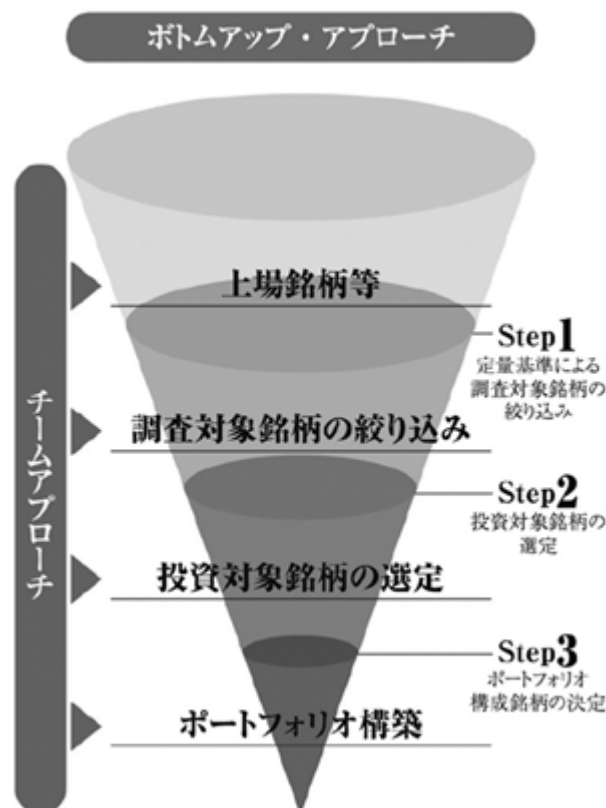 ボトムアップ・アプローチ
チームアプローチ
上場銘柄等
Step1
定量基準による
調査対象銘柄の
絞り込み
調査対象銘柄の絞り込み
Step2
投資対象銘柄の
選定
投資対象銘柄の選定
Step3
ポートフォリオ
構成銘柄の決定
ポートフォリオ構築